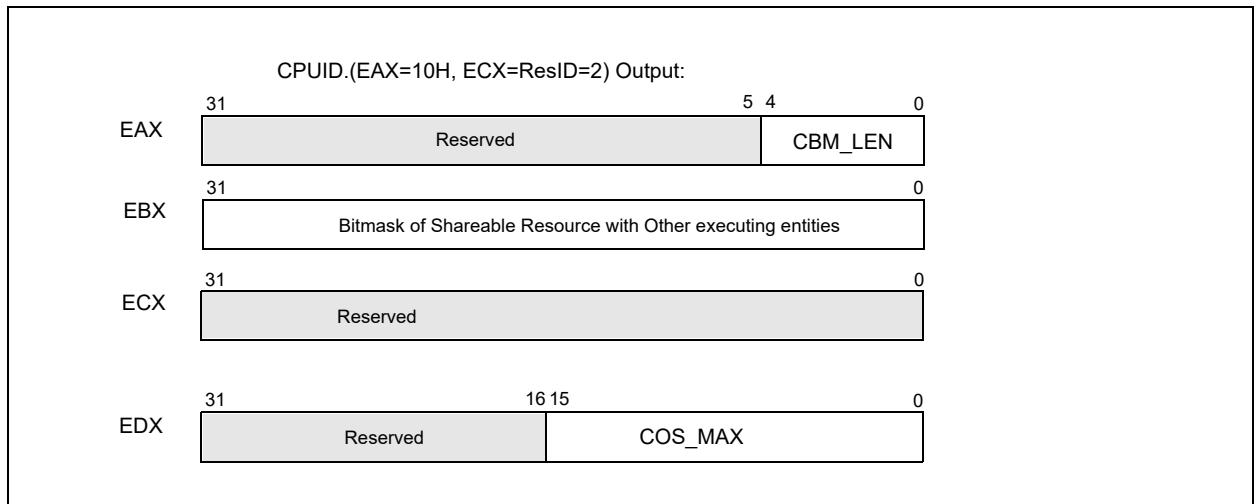 CPUID.(EAX=10H, ECX=ResID=2) Output:
31 5 4 0
EAX Reserved CBM_LEN
31 0
EBX Bitmask of Shareable Resource with Other executing entities
31 0
ECX Reserved
31 16 15 0
EDX Reserved COS_MAX